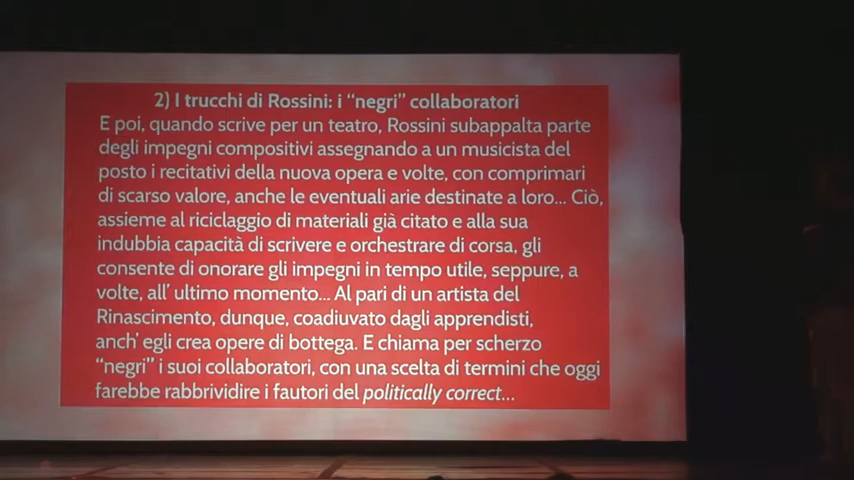 2) I trucchi di Rossini: i “negri” collaboratori
E poi, quando scrive per un teatro, Rossini subappalta parte
degli impegni compositivi assegnando a un musicista del
posto i recitativi della nuova opera e volte, con comprimari
di scarso valore, anche le eventuali arie destinate a loro... Ciò,
assieme al riciclaggio di materiali già citato e alla sua
indubbia capacità di scrivere e orchestrare di corsa, gli
consente di onorare gli impegni in tempo utile, seppure, a
volte, all’ ultimo momento... Al pari di un artista del
Rinascimento, dunque, coadiuvato dagli apprendisti,
anch’ egli crea opere di bottega. E chiama per scherzo
“negri” i suoi collaboratori, con una scelta di termini che oggi
farebbe rabbrividire i fautori del politically correct...